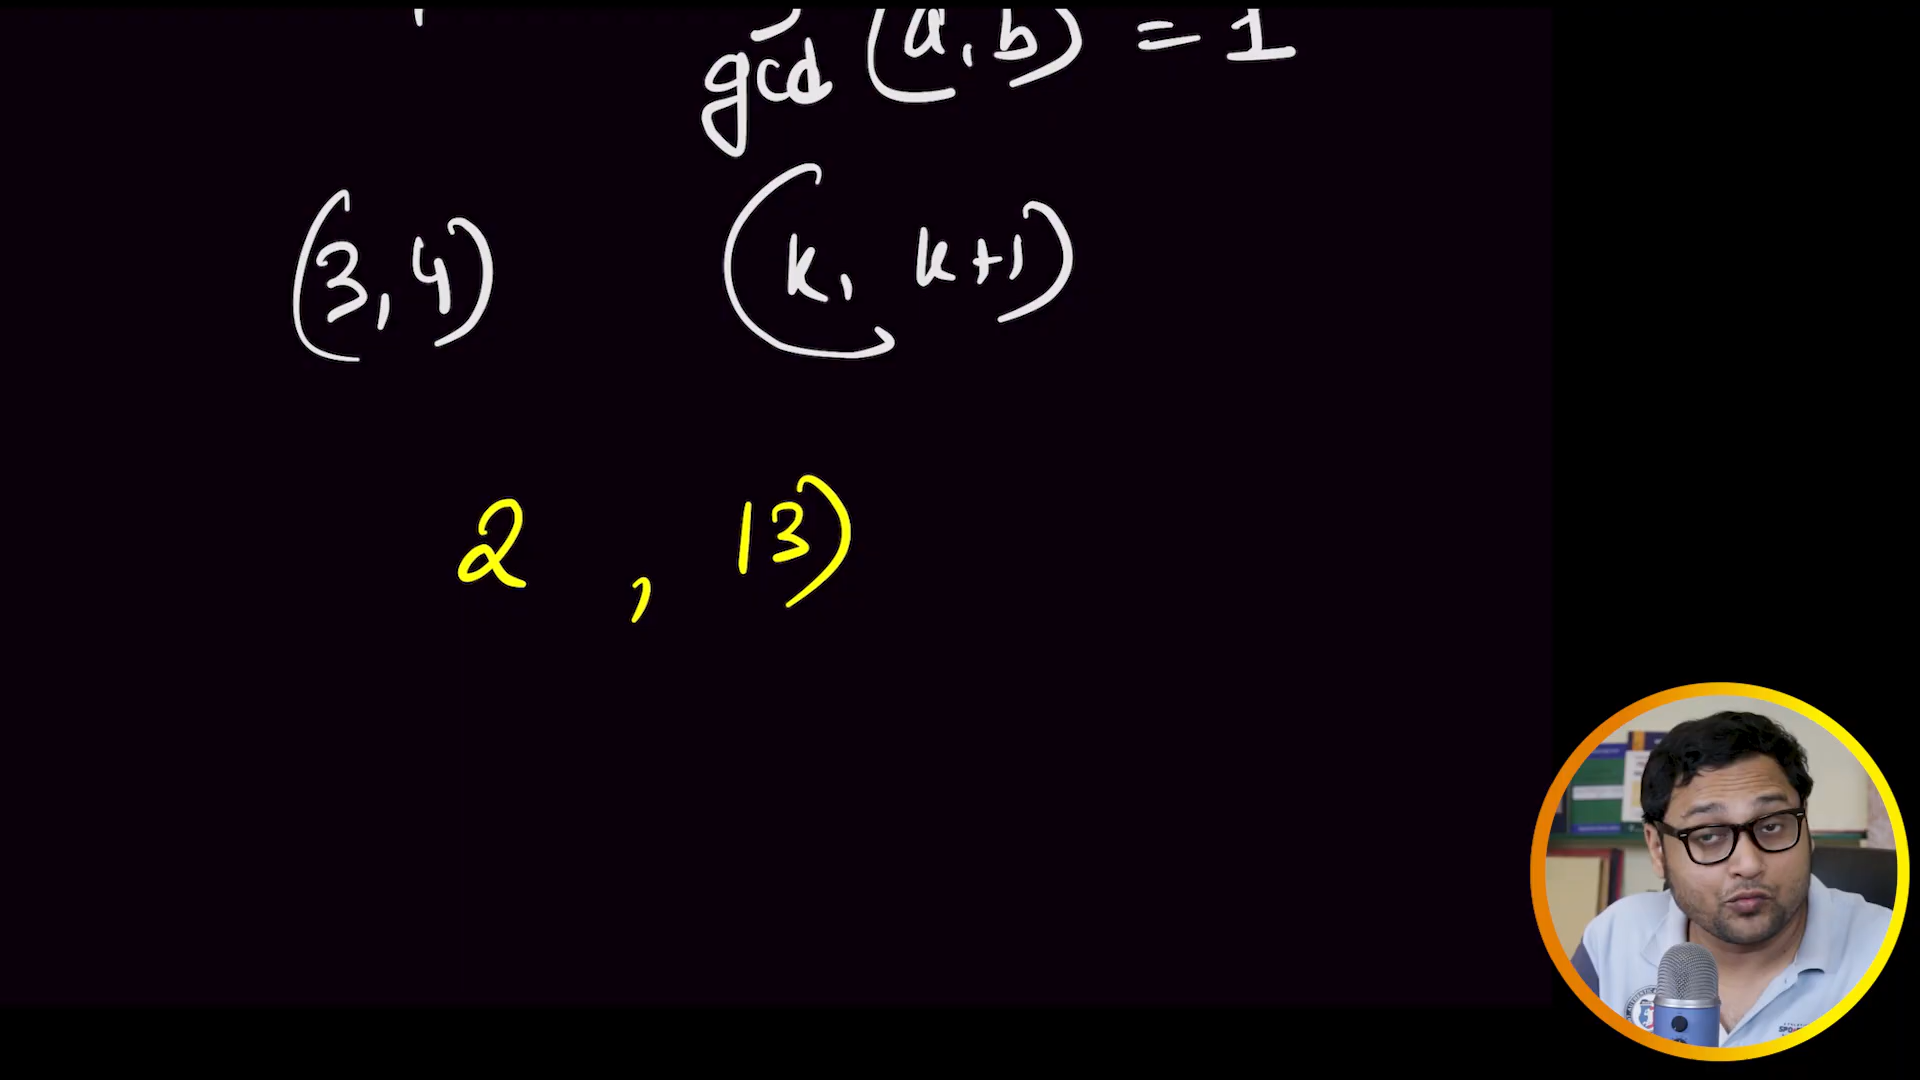 gcd (a, b) = 1
(3, 4) (k, k+1)
2 , 13)